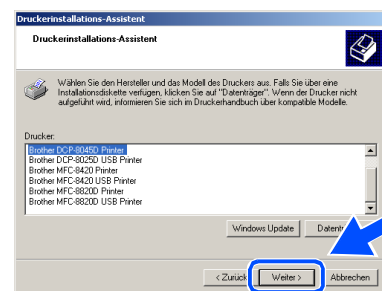 Druckerinstallations-Assistent
Druckerinstallations-Assistent
Wählen Sie den Hersteller und das Modell des Druckers aus. Falls Sie über eine
Installationsdiskette verfügen, klicken Sie auf "Datenträger". Wenn der Drucker nicht
aufgeführt wird, informieren Sie sich im Druckerhandbuch über kompatible Modelle.
Drucker:
Brother DCP-8045D Printer
Brother DCP-8025D USB Printer
Brother MFC-8420 Printer
Brother MFC-8420 USB Printer
Brother MFC-8820D Printer
Brother MFC-8820D USB Printer
Windows Update
< Zurück Weiter > Abbrechen